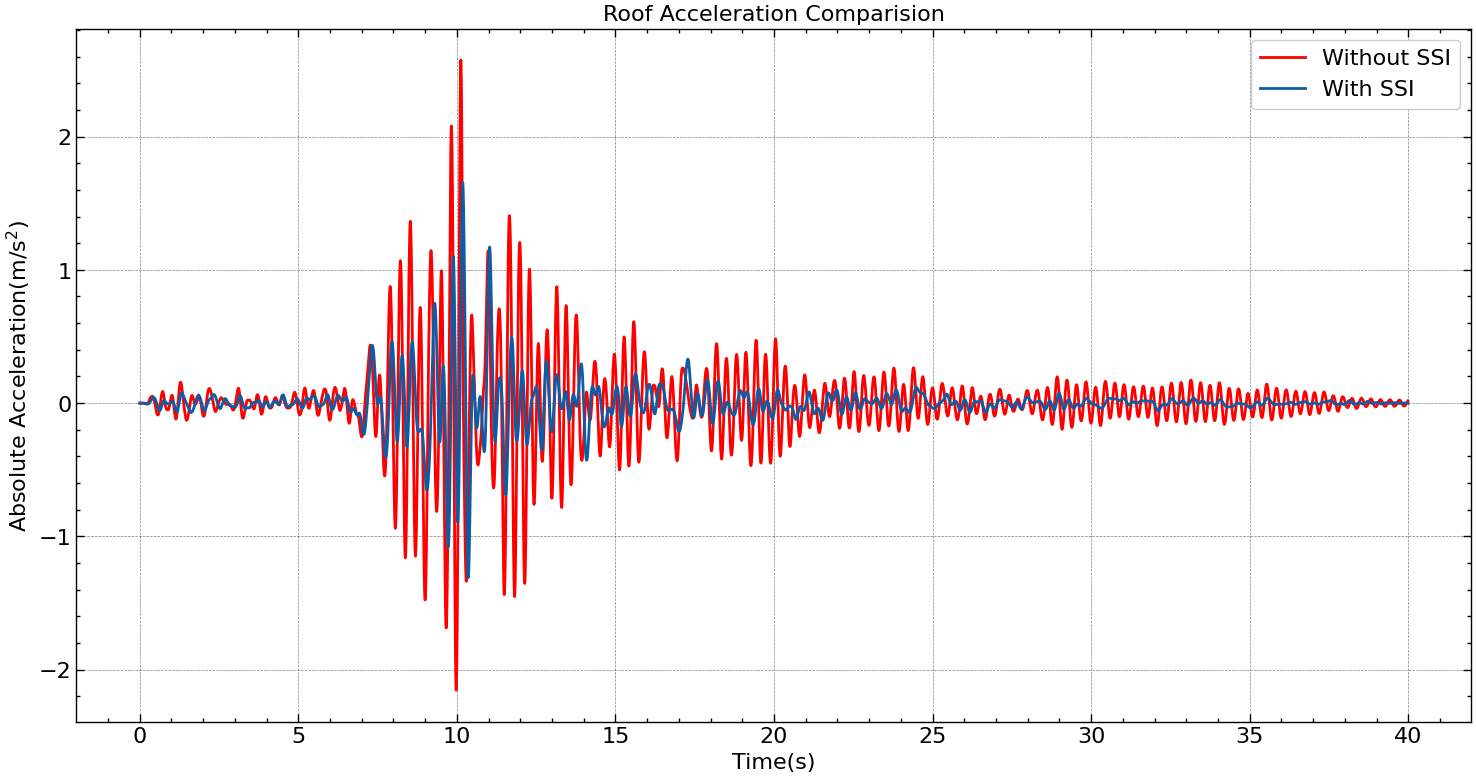 Roof Acceleration Comparision
Without SSI
With SSI
Absolute Acceleration(m/s²)
2
1
0
−1
−2
0 5 10 15 20 25 30 35 40
Time(s)